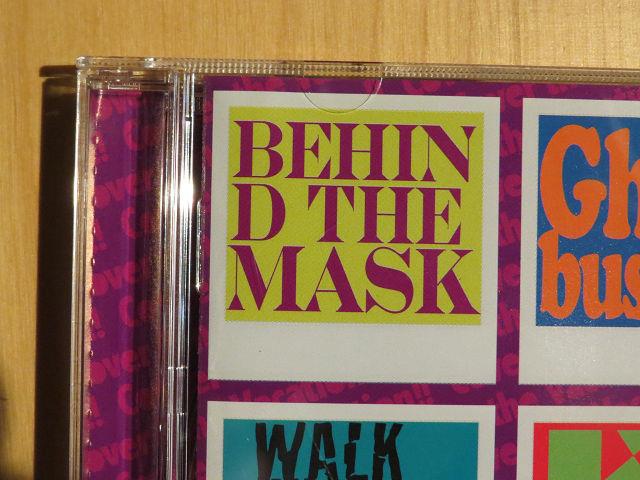 BEHIN
D THE
MASK
Gh
bus
WALK